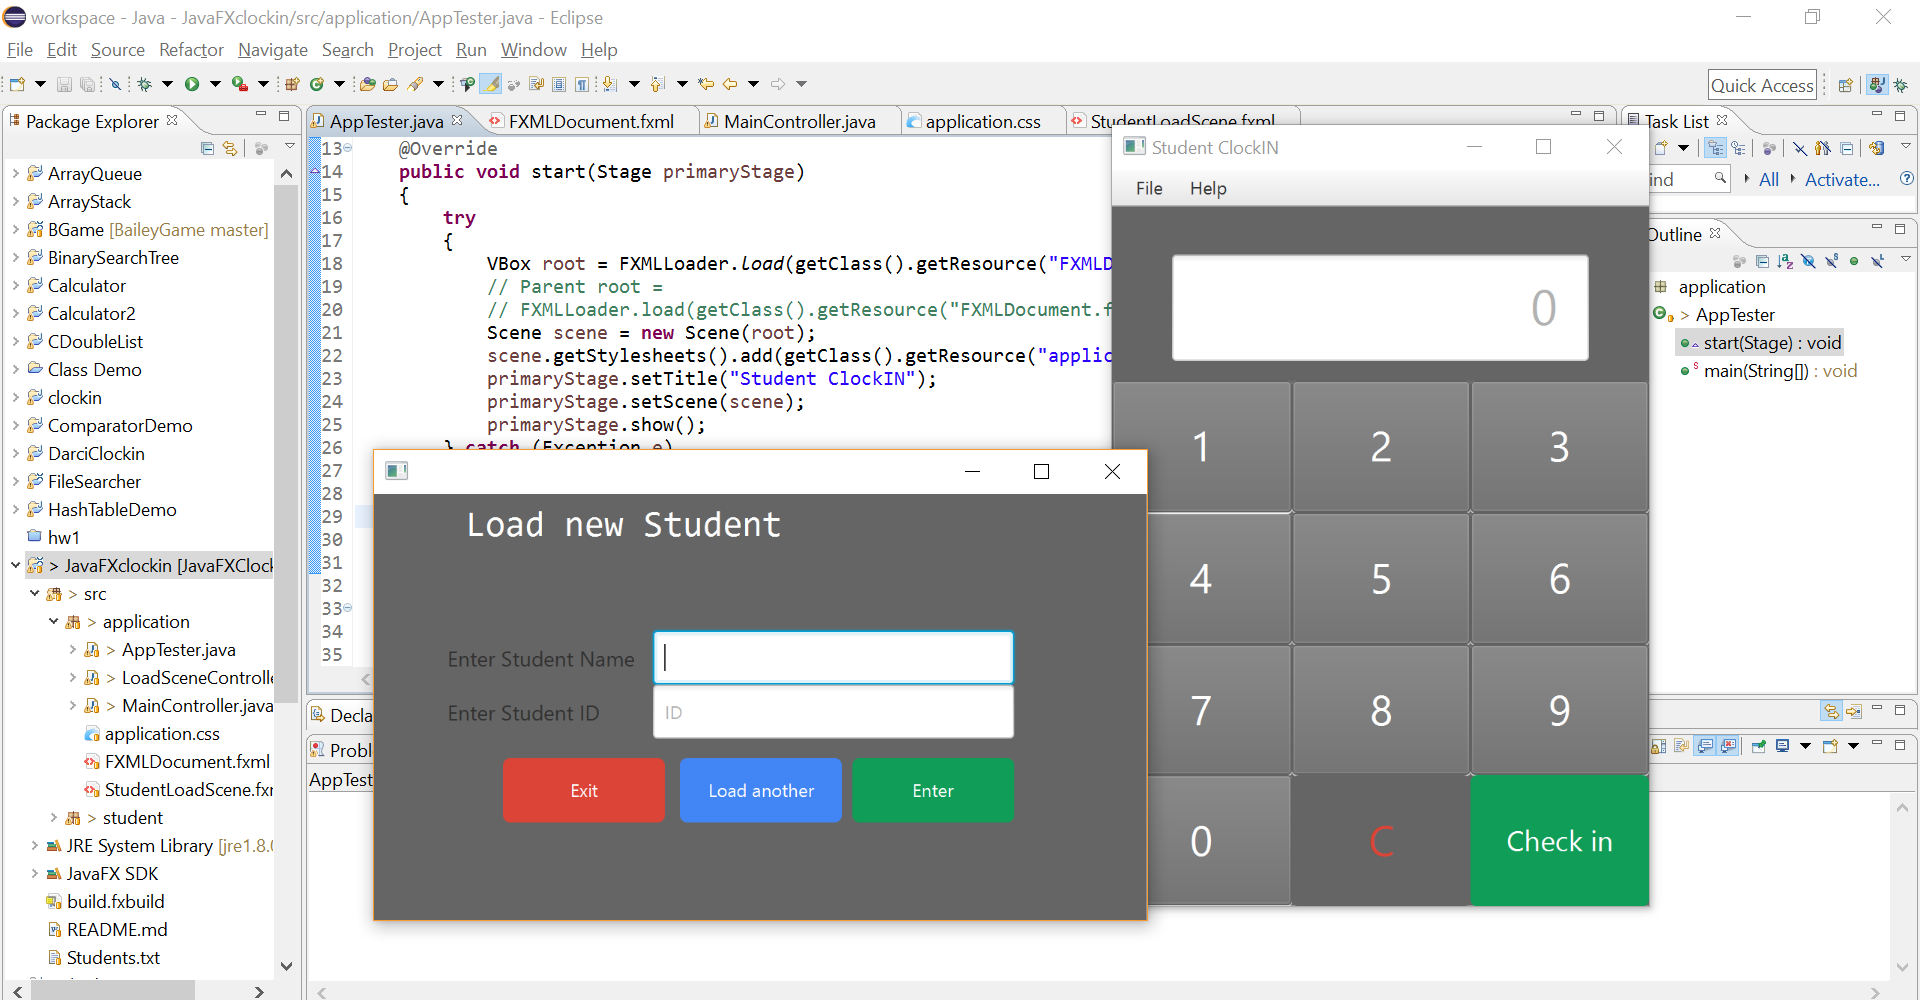 workspace - Java - JavaFXclockin/src/application/AppTester.java - Eclipse
File Edit Source Refactor Navigate Search Project Run Window Help
Quick Access
Package Explorer
ArrayQueue
ArrayStack
BGame [BaileyGame master]
BinarySearchTree
Calculator
Calculator2
CDoubleList
Class Demo
clockin
ComparatorDemo
DarciClockin
FileSearcher
HashTableDemo
hw1
> JavaFXclockin [JavaFXClock
> src
> application
> AppTester.java
> LoadSceneControlle
> MainController.java
application.css
FXMLDocument.fxml
StudentLoadScene.fxr
> student
JRE System Library [jre1.8.0
JavaFX SDK
build.fxbuild
README.md
Students.txt
AppTester.java FXMLDocument.fxml MainController.java application.css StudentLoadScene.fxml
13 @Override
14 public void start(Stage primaryStage)
15 {
16 try
17 {
18 VBox root = FXMLLoader.load(getClass().getResource("FXMLD
19 // Parent root =
20 // FXMLLoader.load(getClass().getResource("FXMLDocument.f
21 Scene scene = new Scene(root);
22 scene.getStylesheets().add(getClass().getResource("applic
23 primaryStage.setTitle("Student ClockIN");
24 primaryStage.setScene(scene);
25 primaryStage.show();
26 } catch (Exception e)
27
28
29
30
31
32
33
34
35
Decla
Proble
AppTest
Load new Student
Enter Student Name
Enter Student ID
ID
Exit
Load another
Enter
Student ClockIN
File Help
0
1 2 3
4 5 6
7 8 9
0 C Check in
Task List
ind
All
Activate...
Outline
application
> AppTester
start(Stage) : void
main(String[]) : void